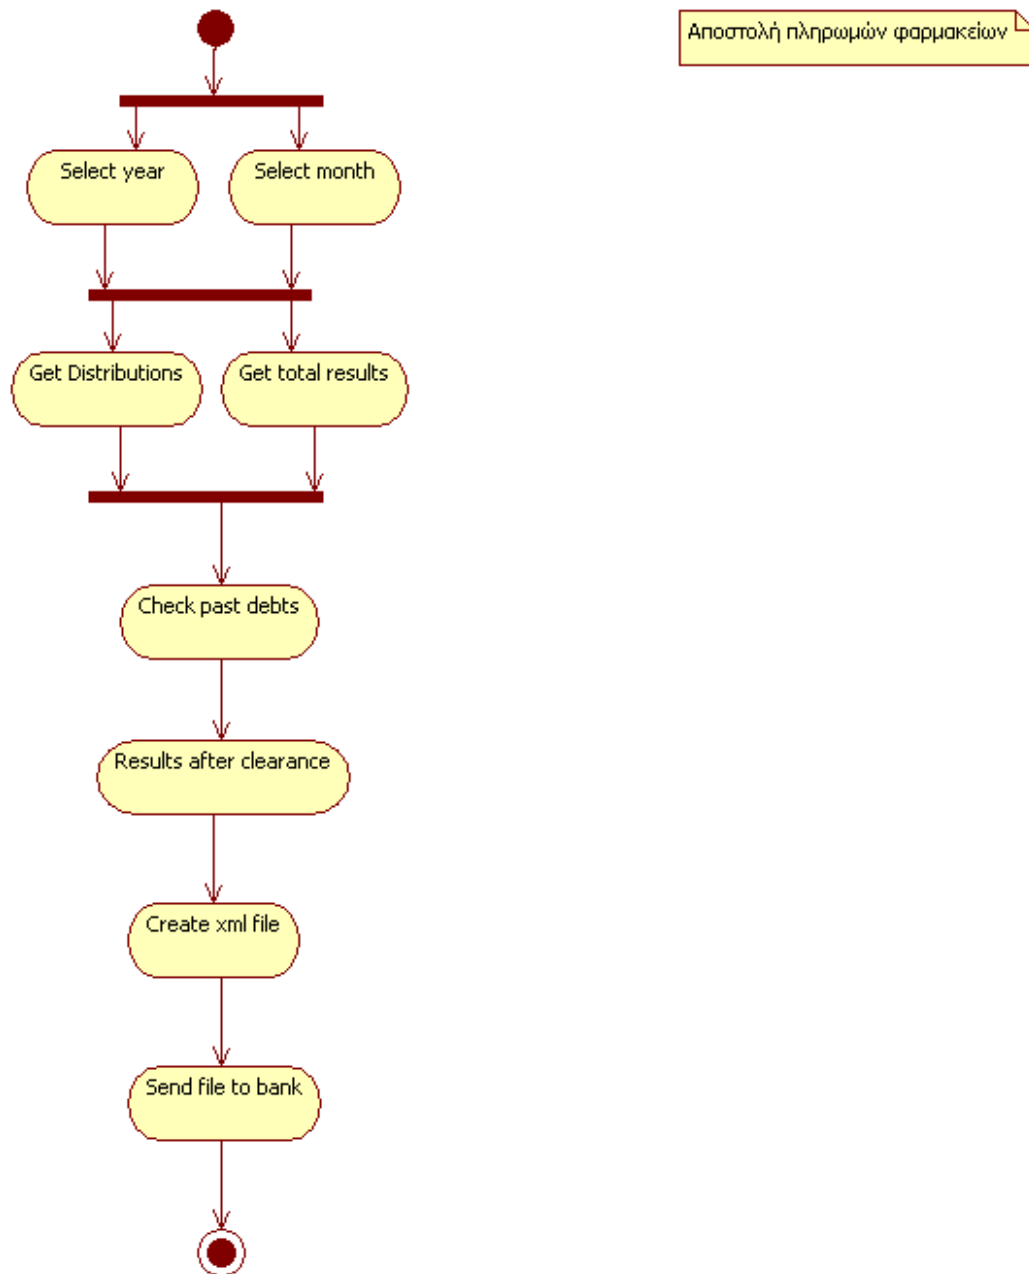 Αποστολή πληρωμών φαρμακείων
Select year
Select month
Get Distributions
Get total results
Check past debts
Results after clearance
Create xml file
Send file to bank